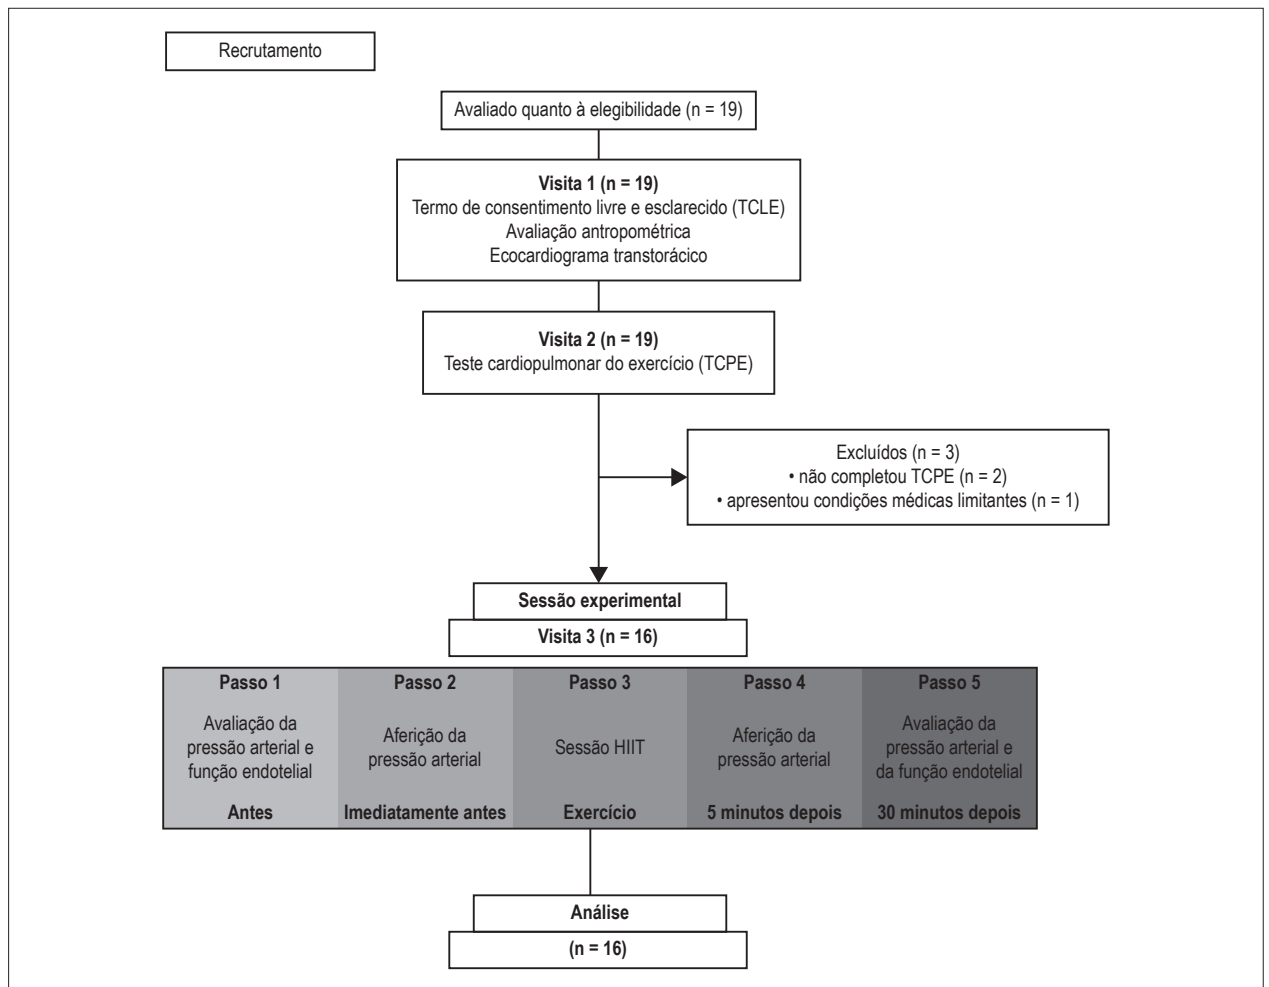 Recrutamento
Avaliado quanto à elegibilidade (n = 19)
Visita 1 (n = 19)
Termo de consentimento livre e esclarecido (TCLE)
Avaliação antropométrica
Ecocardiograma transtorácico
Visita 2 (n = 19)
Teste cardiopulmonar do exercício (TCPE)
Excluídos (n = 3)
• não completou TCPE (n = 2)
• apresentou condições médicas limitantes (n = 1)
Sessão experimental
Visita 3 (n = 16)
Passo 1
Avaliação da
pressão arterial e
função endotelial
Antes
Passo 2
Aferição da
pressão arterial
Imediatamente antes
Passo 3
Sessão HIIT
Exercício
Passo 4
Aferição da
pressão arterial
5 minutos depois
Passo 5
Avaliação da
pressão arterial e
da função endotelial
30 minutos depois
Análise
(n = 16)